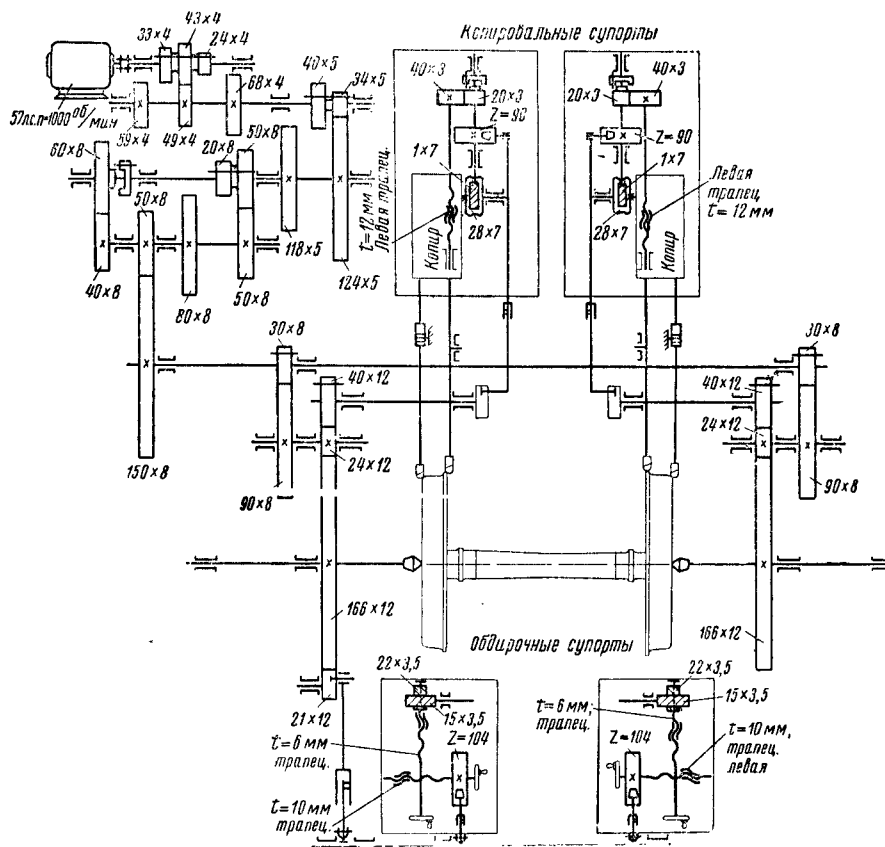 Копировальные супорты
43×4
33×4
24×4
40×5
34×5
68×4
57л.с.n=1000 об/мин
59×4
49×4
60×8
20×8
50×8
50×8
118×5
124×5
40×8
80×8
50×8
150×8
40×3
20×3
Z=90
1×7
t=12 мм
Левая трапец.
28×7
Копир
40×3
20×3
Z=90
1×7
Левая
трапец.
t=12 мм
28×7
Копир
30×8
40×12
24×12
90×8
30×8
40×12
24×12
90×8
166×12
166×12
21×12
Обдирочные супорты
22×3,5
15×3,5
t=6 мм
трапец.
Z=104
t=10 мм
трапец.
22×3,5
15×3,5
t=6 мм,
трапец.
t=10 мм,
трапец.
левая
Z=104